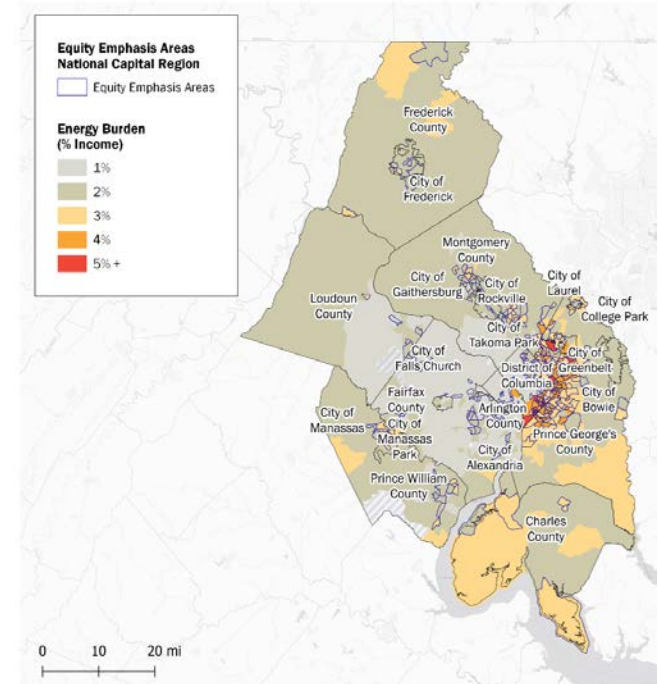 Equity Emphasis Areas
National Capital Region
Equity Emphasis Areas
Energy Burden
(% Income)
1%
2%
3%
4%
5% +
Frederick
County
City of
Frederick
Montgomery
County
City of
Gaithersburg
City of
Rockville
City of
Laurel
City of
College Park
Loudoun
County
City of
Takoma Park
City of
Falls Church
District of
Columbia
City of
Greenbelt
Fairfax
County
City of
Bowie
City of
Manassas
City of
Manassas
Park
Arlington
County
Prince George's
County
City of
Alexandria
Prince William
County
Charles
County
0 10 20 mi